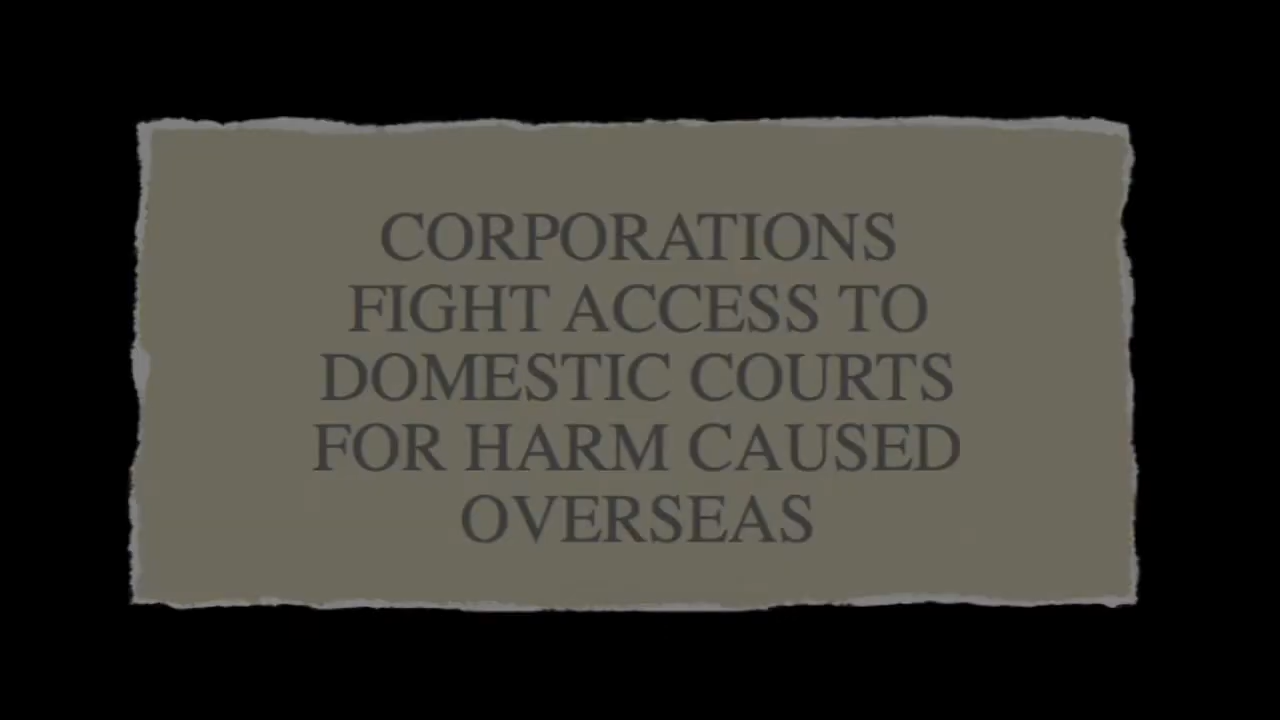 CORPORATIONS
FIGHT ACCESS TO
DOMESTIC COURTS
FOR HARM CAUSED
OVERSEAS